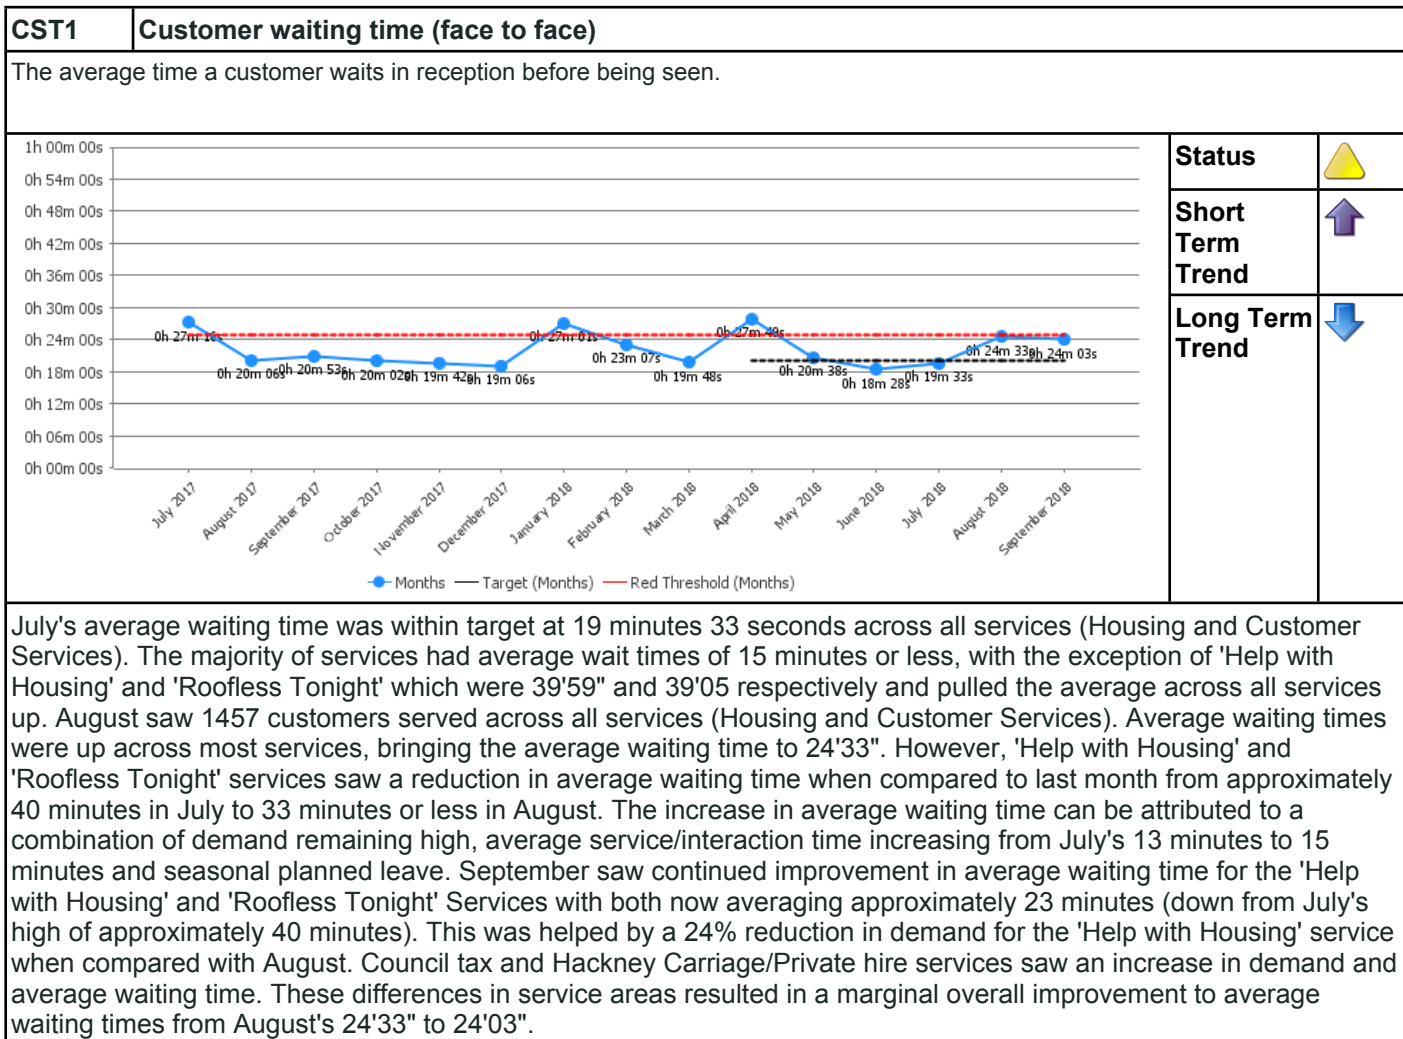 CST1 Customer waiting time (face to face)
The average time a customer waits in reception before being seen.
1h 00m 00s
0h 54m 00s
0h 48m 00s
0h 42m 00s
0h 36m 00s
0h 30m 00s
0h 24m 00s
0h 18m 00s
0h 12m 00s
0h 06m 00s
0h 00m 00s
0h 27m 16s
0h 20m 06s
0h 20m 53s
0h 20m 02s
0h 19m 42s
0h 19m 06s
0h 27m 01s
0h 23m 07s
0h 19m 48s
0h 27m 49s
0h 20m 38s
0h 18m 28s
0h 19m 33s
0h 24m 33s
0h 24m 03s
July 2017
August 2017
September 2017
October 2017
November 2017
December 2017
January 2018
February 2018
March 2018
April 2018
May 2018
June 2018
July 2018
August 2018
September 2018
Months Target (Months) Red Threshold (Months)
Status
Short
Term
Trend
Long Term
Trend
July's average waiting time was within target at 19 minutes 33 seconds across all services (Housing and Customer
Services). The majority of services had average wait times of 15 minutes or less, with the exception of 'Help with
Housing' and 'Roofless Tonight' which were 39'59" and 39'05 respectively and pulled the average across all services
up. August saw 1457 customers served across all services (Housing and Customer Services). Average waiting times
were up across most services, bringing the average waiting time to 24'33". However, 'Help with Housing' and
'Roofless Tonight' services saw a reduction in average waiting time when compared to last month from approximately
40 minutes in July to 33 minutes or less in August. The increase in average waiting time can be attributed to a
combination of demand remaining high, average service/interaction time increasing from July's 13 minutes to 15
minutes and seasonal planned leave. September saw continued improvement in average waiting time for the 'Help
with Housing' and 'Roofless Tonight' Services with both now averaging approximately 23 minutes (down from July's
high of approximately 40 minutes). This was helped by a 24% reduction in demand for the 'Help with Housing' service
when compared with August. Council tax and Hackney Carriage/Private hire services saw an increase in demand and
average waiting time. These differences in service areas resulted in a marginal overall improvement to average
waiting times from August's 24'33" to 24'03".